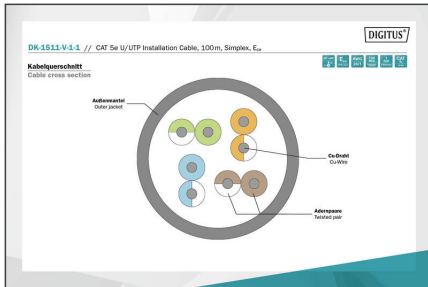 DIGITUS®
DK-1511-V-1-1 // CAT 5e U/UTP Installation Cable, 100m, Simplex, Eca
Kabelquerschnitt
Cable cross section
Außenmantel
Outer jacket
Cu-Draht
Cu-Wire
Adernpaare
Twisted pair